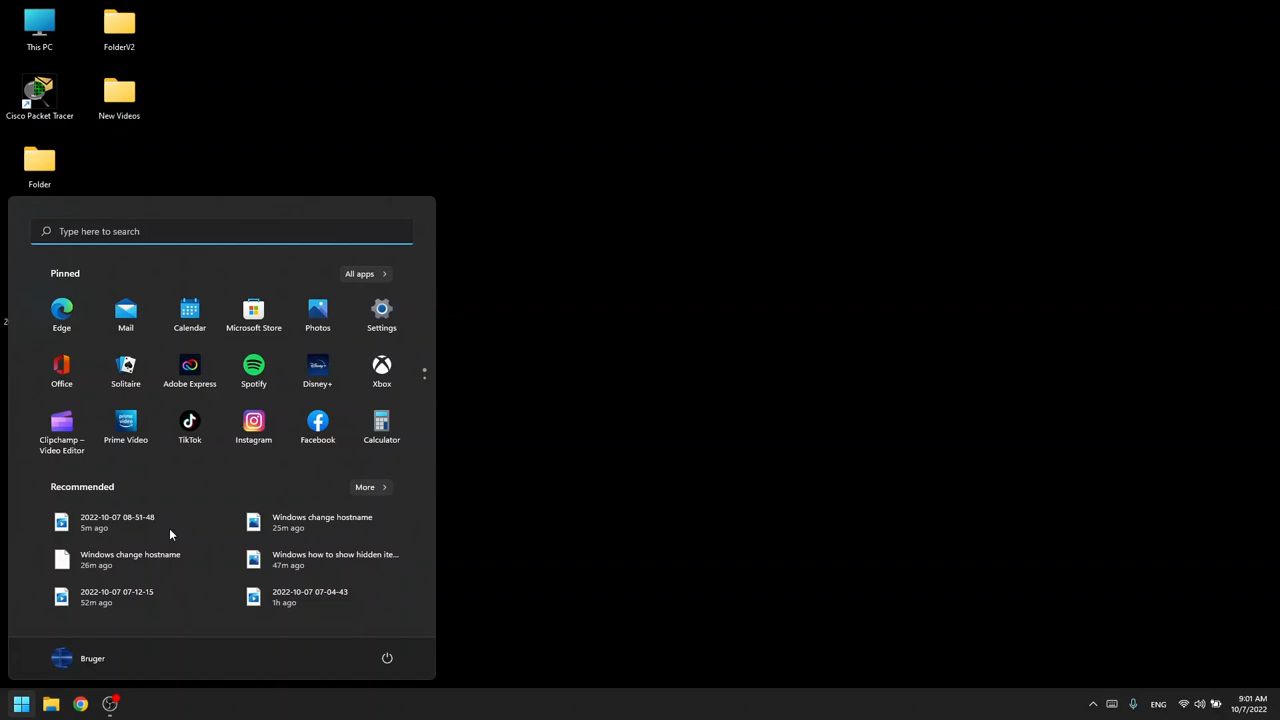 This PC
FolderV2
Cisco Packet Tracer
New Videos
Folder
Type here to search
Pinned
All apps
Edge
Mail
Calendar
Microsoft Store
Photos
Settings
Office
Solitaire
Adobe Express
Spotify
Disney+
Xbox
Clipchamp –
Video Editor
Prime Video
TikTok
Instagram
Facebook
Calculator
Recommended
More
2022-10-07 08-51-48
5m ago
Windows change hostname
25m ago
Windows change hostname
26m ago
Windows how to show hidden ite...
47m ago
2022-10-07 07-12-15
52m ago
2022-10-07 07-04-43
1h ago
Bruger
ENG
9:01 AM
10/7/2022